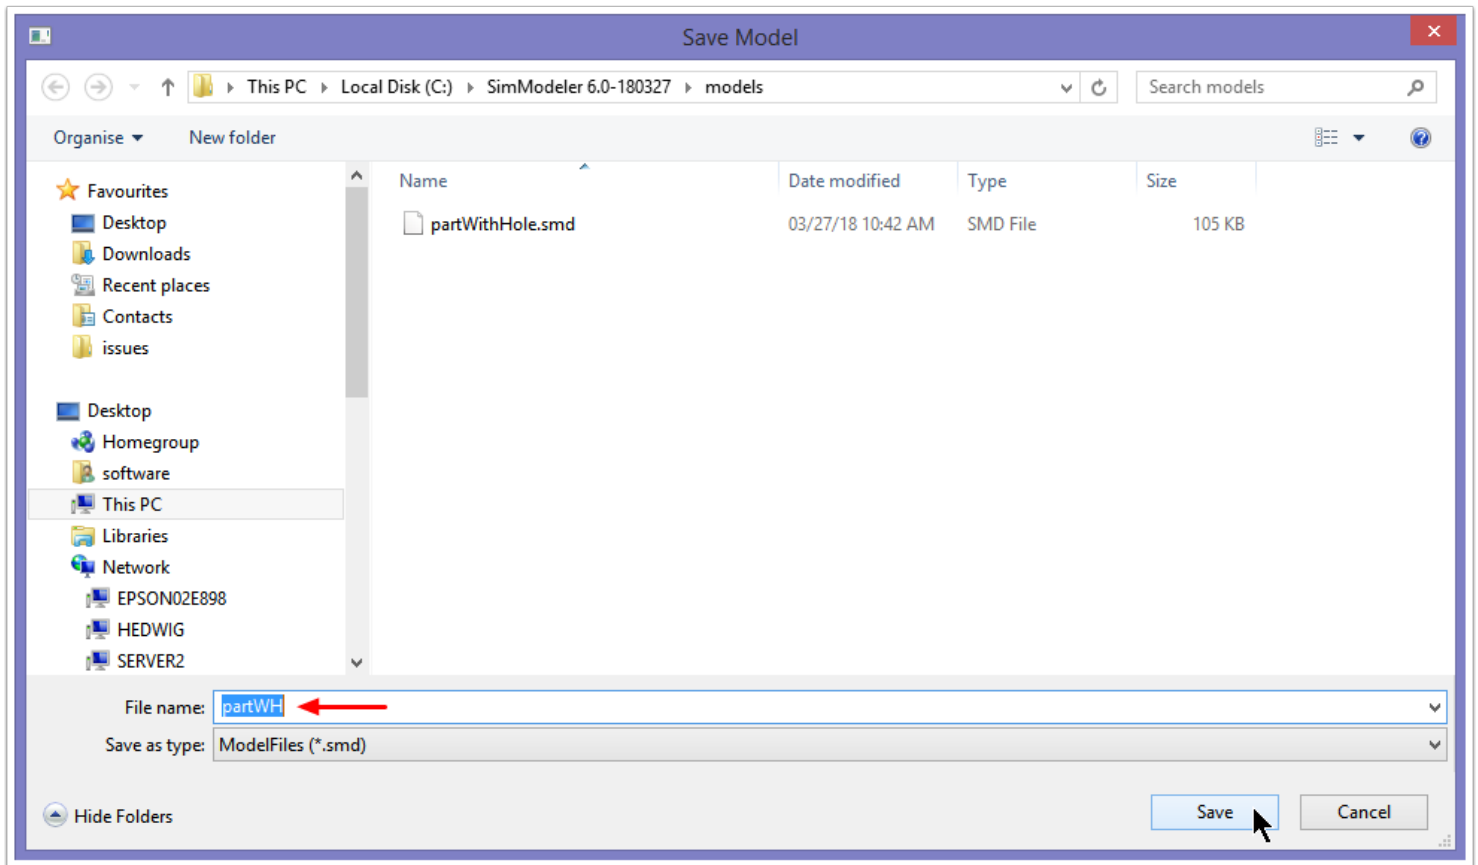 Save Model
This PC Local Disk (C:) SimModeler 6.0-180327 models
Search models
Organise New folder
Favourites
Desktop
Downloads
Recent places
Contacts
issues
Desktop
Homegroup
software
This PC
Libraries
Network
EPSON02E898
HEDWIG
SERVER2
Name Date modified Type Size
partWithHole.smd 03/27/18 10:42 AM SMD File 105 KB
File name: partWH
Save as type: ModelFiles (*.smd)
Hide Folders
Save Cancel